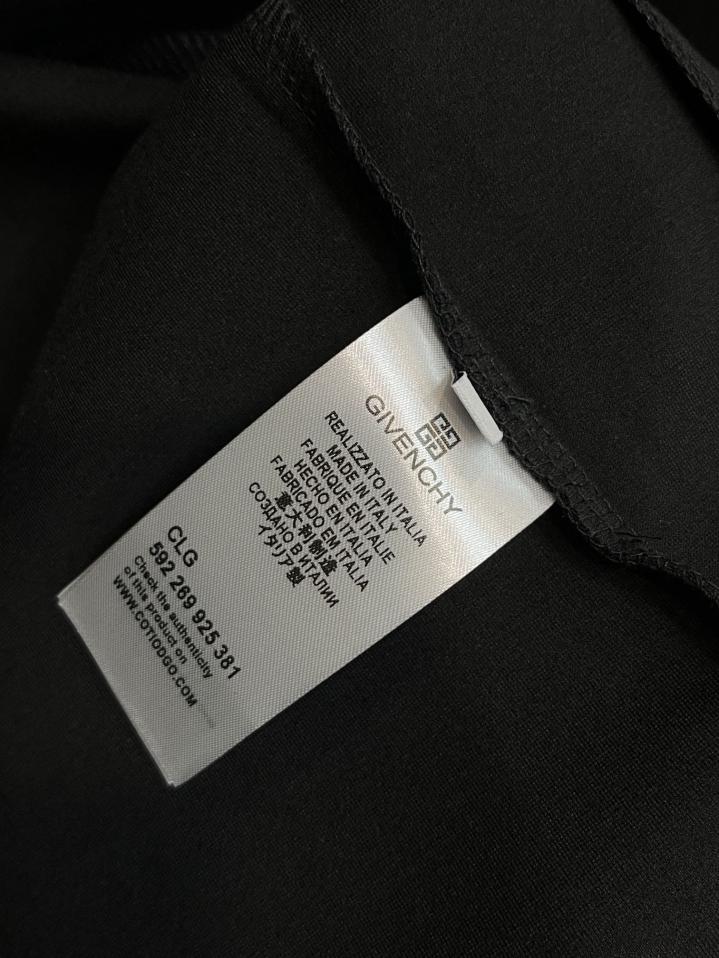 GIVENCHY
REALIZZATO IN ITALIA
MADE IN ITALY
FABRIQUE EN ITALIE
HECHO EN ITALIA
FABRICADO EM ITALIA
意大利制造
СОЗДАНО В ИТАЛИИ
イタリア製
CLG
592 269 925 381
Check the authenticity
of this product on
WWW.COTIODGO.COM